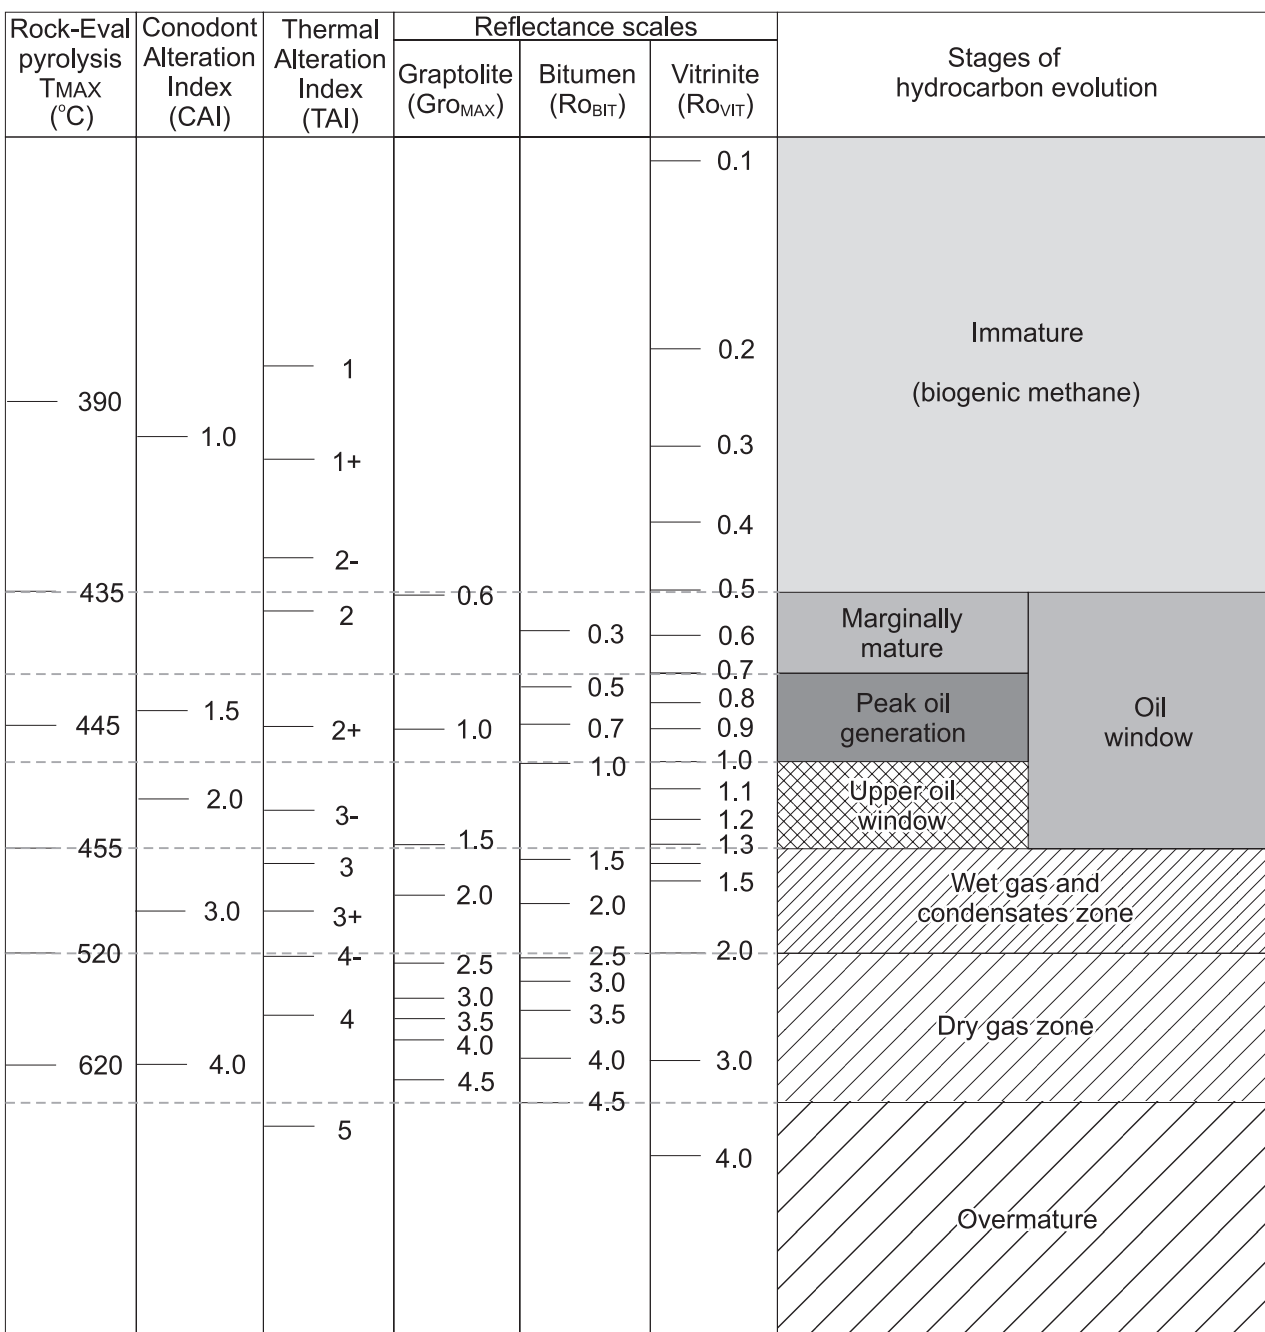 Rock-Eval
pyrolysis
TMAX
(°C)
Conodont
Alteration
Index
(CAI)
Thermal
Alteration
Index
(TAI)
Reflectance scales
Graptolite
(GroMAX)
Bitumen
(RoBIT)
Vitrinite
(RoVIT)
Stages of
hydrocarbon evolution
390
435
445
455
520
620
1.0
1.5
2.0
3.0
4.0
1
1+
2-
2
2+
3-
3
3+
4-
4
5
0.6
1.0
1.5
2.0
2.5
3.0
3.5
4.0
4.5
0.3
0.5
0.7
1.0
1.5
2.0
2.5
3.0
3.5
4.0
4.5
0.1
0.2
0.3
0.4
0.5
0.6
0.7
0.8
0.9
1.0
1.1
1.2
1.3
1.5
2.0
3.0
4.0
Immature
(biogenic methane)
Marginally
mature
Peak oil
generation
Upper oil
window
Oil
window
Wet gas and
condensates zone
Dry gas zone
Overmature